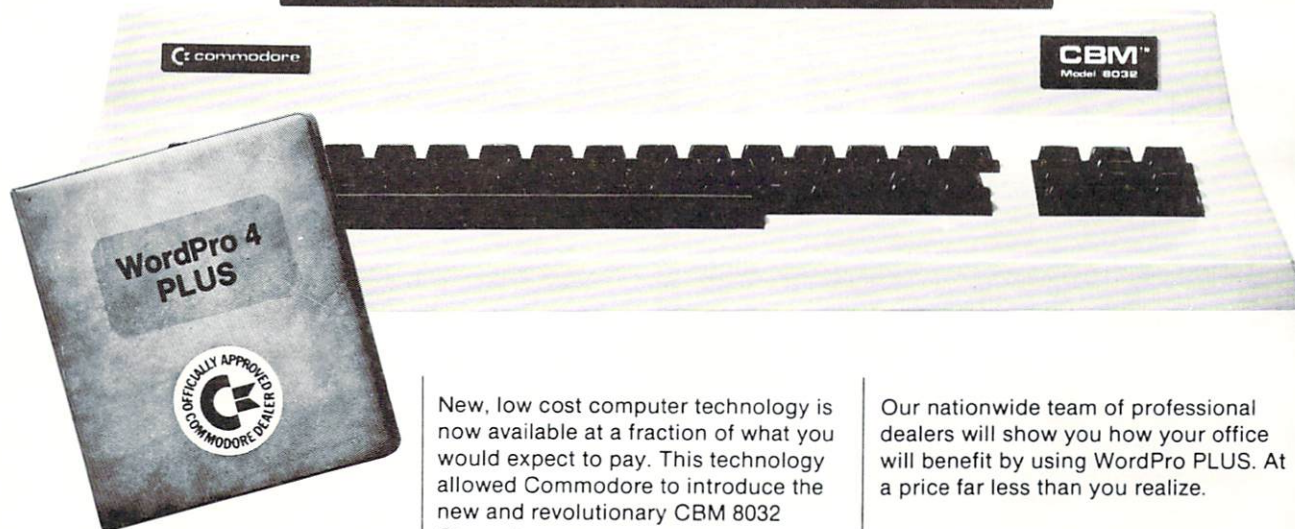 commodore
CBM™
Model 8032
WordPro 4
PLUS
OFFICIALLY APPROVED
COMMODORE DEALER
New, low cost computer technology is
now available at a fraction of what you
would expect to pay. This technology
allowed Commodore to introduce the
new and revolutionary CBM 8032
Our nationwide team of professional
dealers will show you how your office
will benefit by using WordPro PLUS. At
a price far less than you realize.